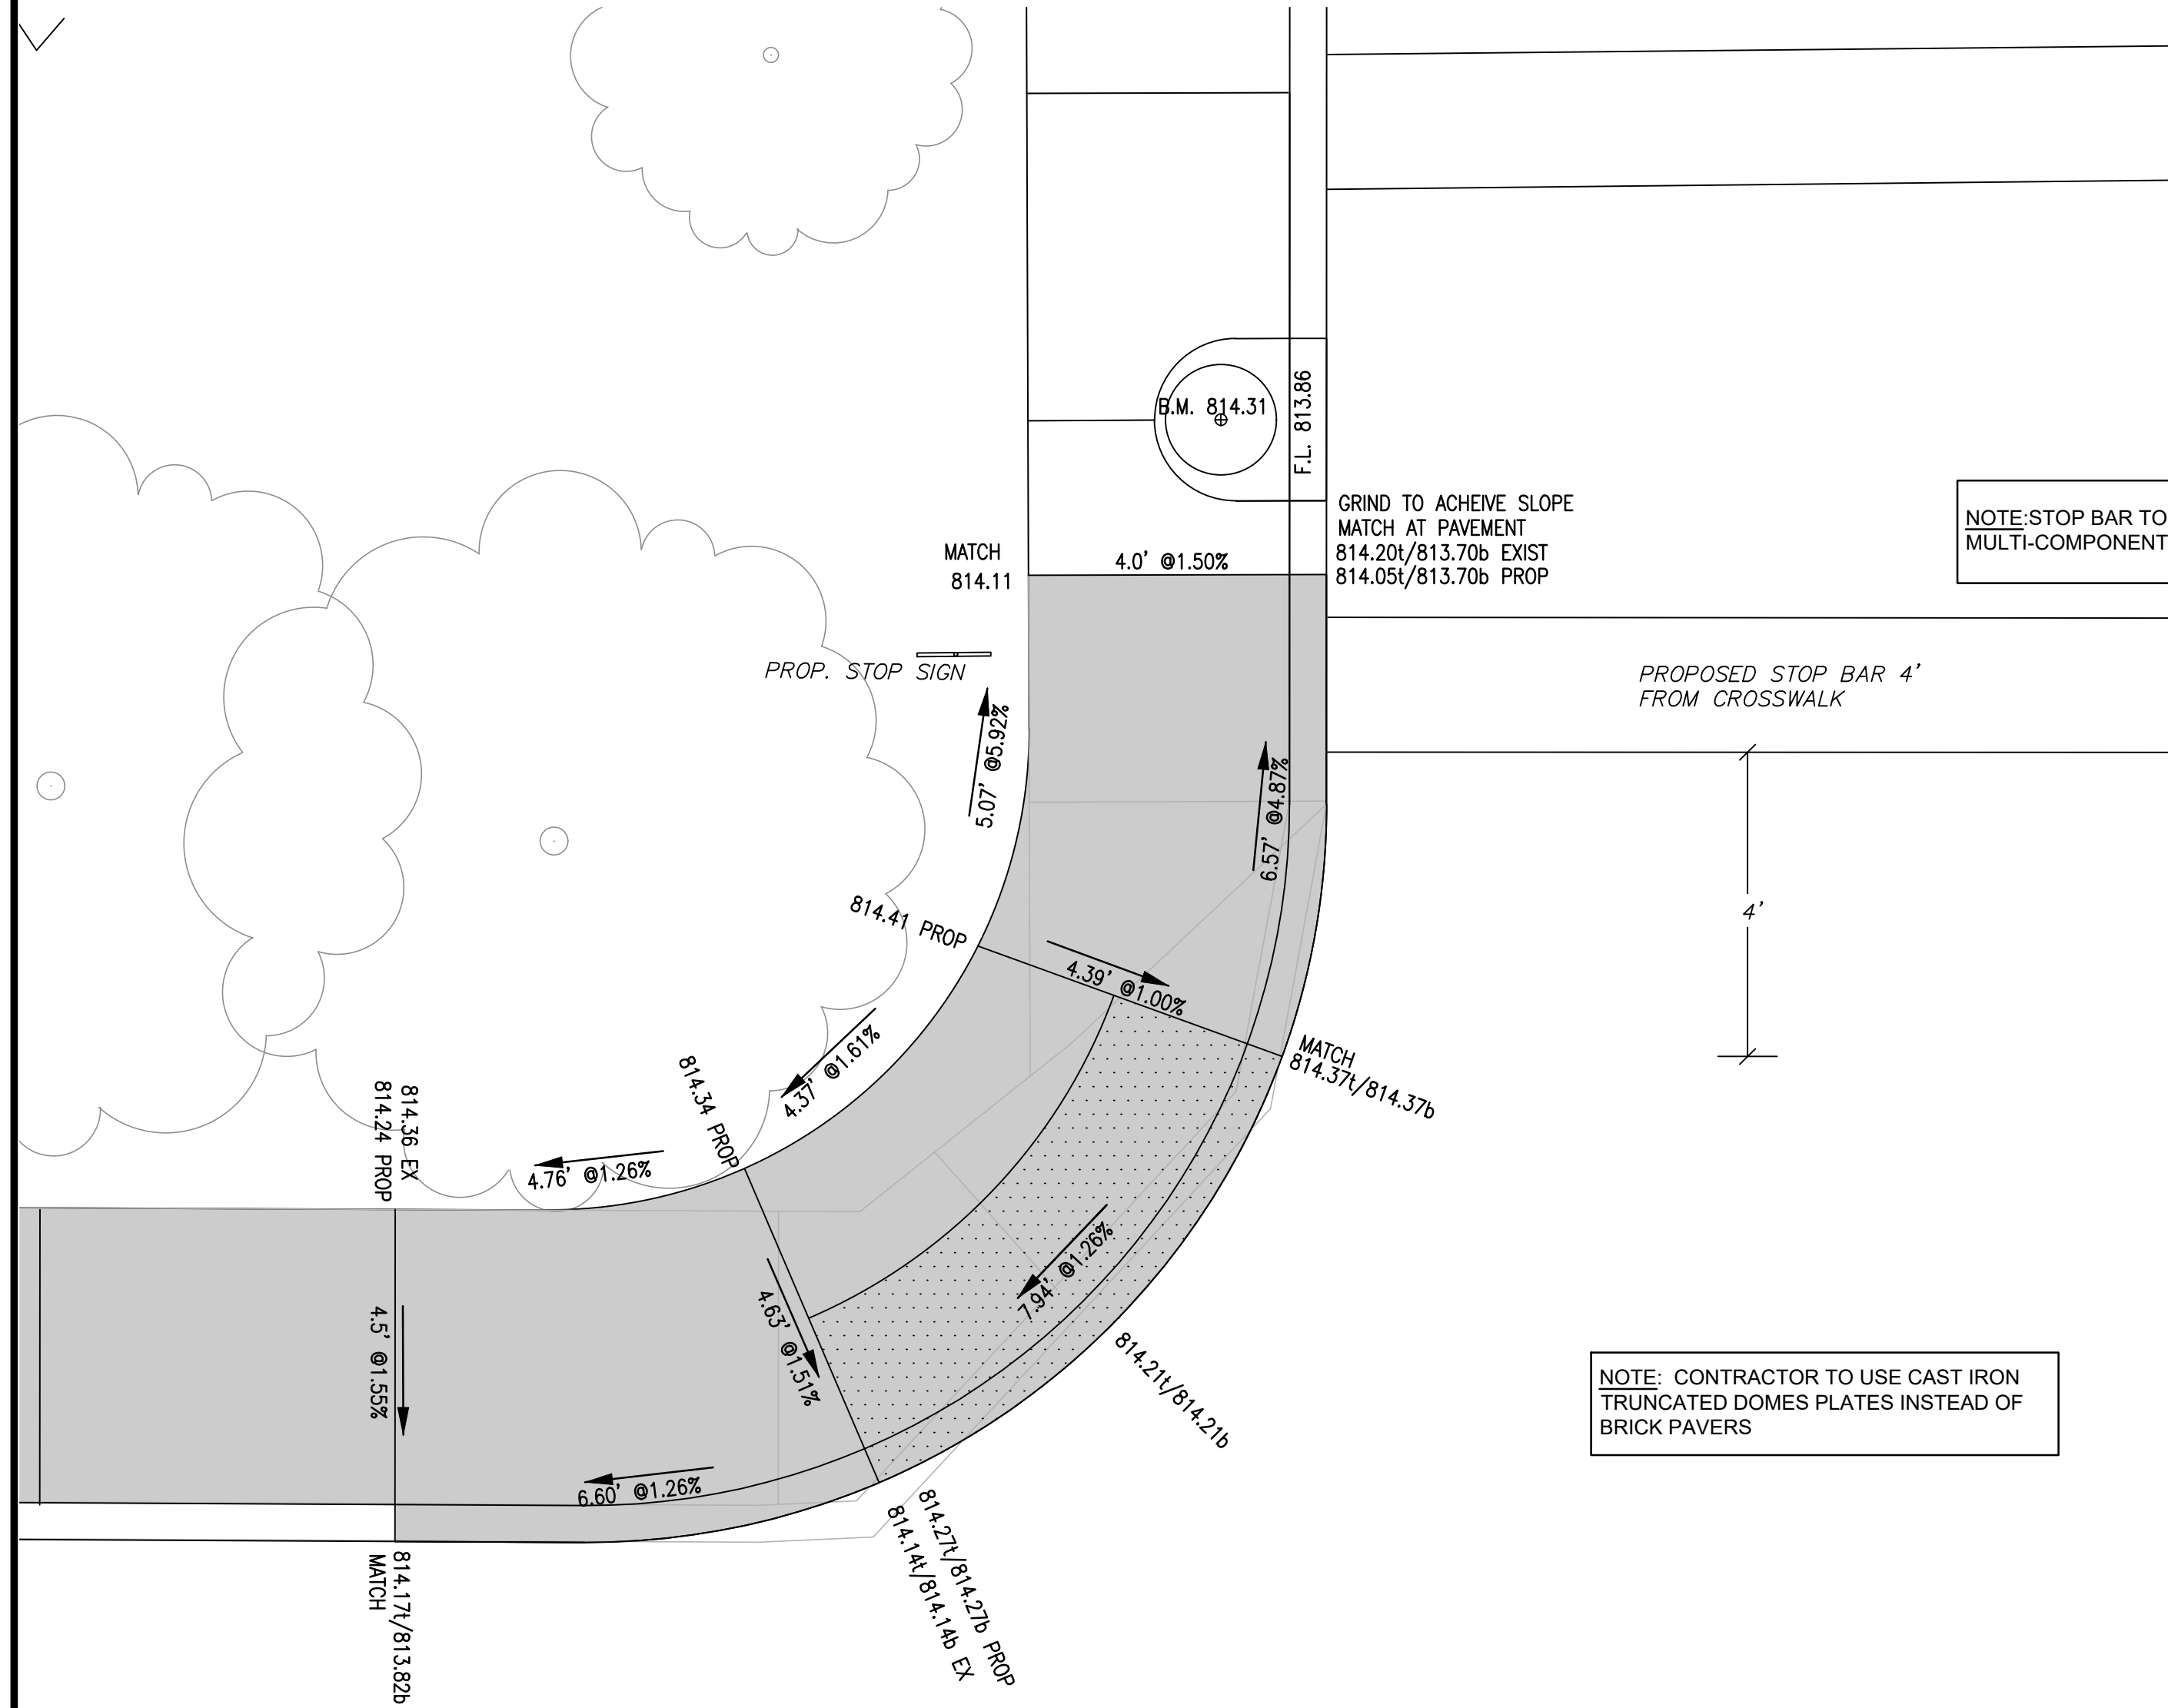 B.M. 814.31
F.L. 813.86
GRIND TO ACHEIVE SLOPE
MATCH AT PAVEMENT
814.20t/813.70b EXIST
814.05t/813.70b PROP
NOTE:STOP BAR TO
MULTI-COMPONENT
MATCH
814.11
4.0' @1.50%
PROP. STOP SIGN
PROPOSED STOP BAR 4'
FROM CROSSWALK
5.07' @5.92%
6.57' @4.87%
4'
814.41 PROP
4.39' @1.00%
MATCH
814.37t/814.37b
4.37' @1.61%
814.34 PROP
814.36 EX
814.24 PROP
4.76' @1.26%
7.94' @1.26%
4.63' @1.51%
4.5' @1.55%
814.21t/814.21b
NOTE: CONTRACTOR TO USE CAST IRON
TRUNCATED DOMES PLATES INSTEAD OF
BRICK PAVERS
6.60' @1.26%
814.27t/814.27b PROP
814.14t/814.14b EX
814.17t/813.82b
MATCH